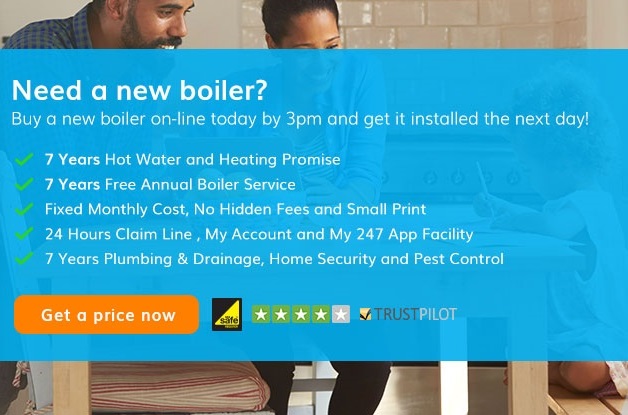 Need a new boiler?
Buy a new boiler on-line today by 3pm and get it installed the next day!
7 Years Hot Water and Heating Promise
7 Years Free Annual Boiler Service
Fixed Monthly Cost, No Hidden Fees and Small Print
24 Hours Claim Line , My Account and My 247 App Facility
7 Years Plumbing & Drainage, Home Security and Pest Control
Get a price now
safe
TRUSTPILOT